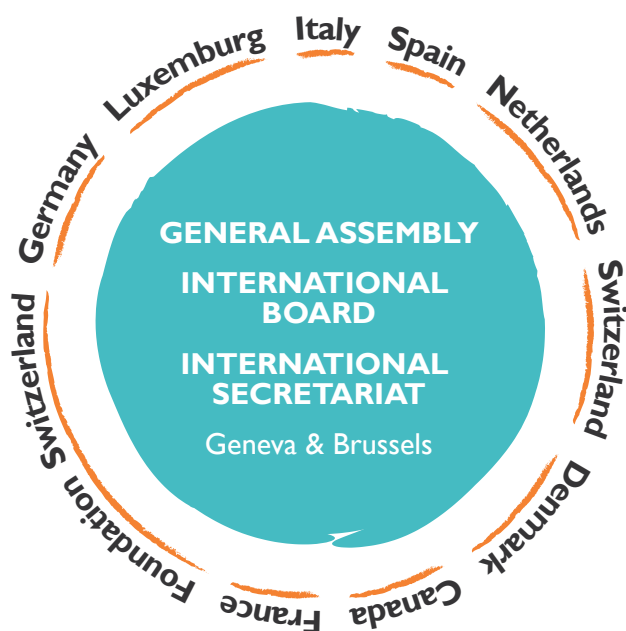 Italy
Spain
Netherlands
Switzerland
Denmark
Canada
France
Foundation Switzerland
Germany
Luxemburg
GENERAL ASSEMBLY
INTERNATIONAL
BOARD
INTERNATIONAL
SECRETARIAT
Geneva & Brussels